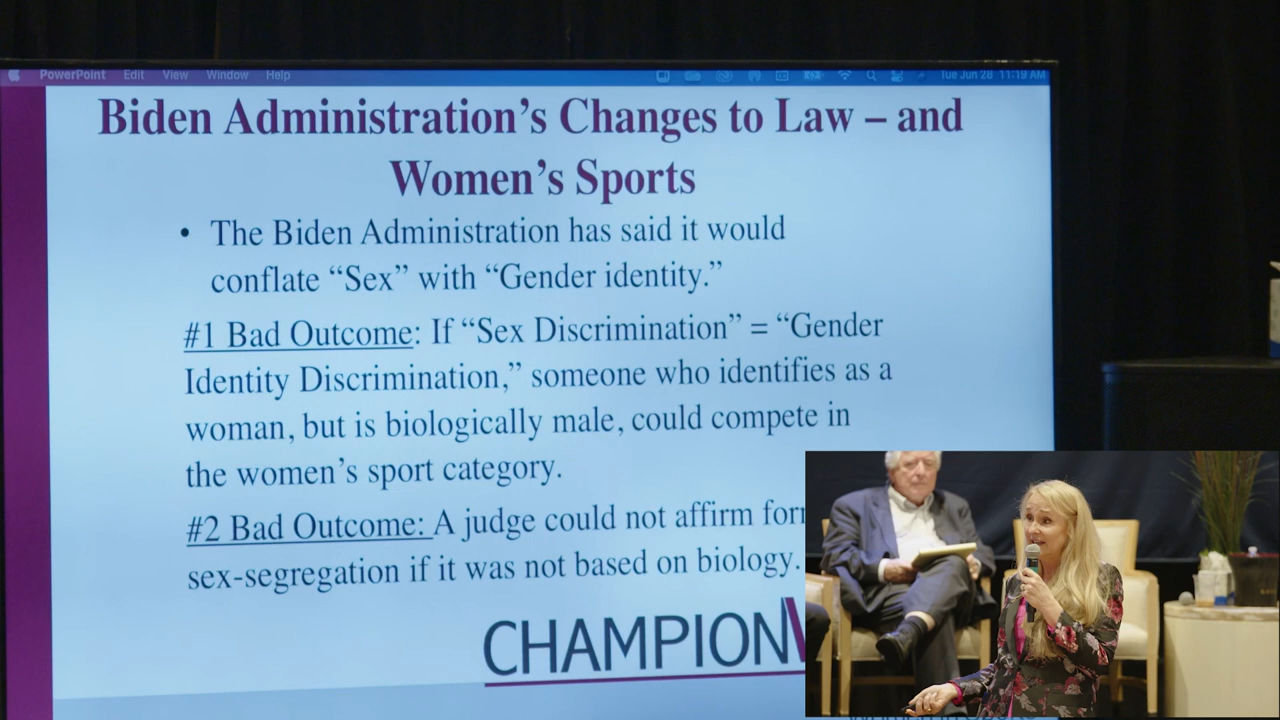 PowerPoint Edit View Window Help Tue Jun 28 11:19 AM
Biden Administration's Changes to Law – and
Women's Sports
• The Biden Administration has said it would
conflate “Sex” with “Gender identity.”
#1 Bad Outcome: If “Sex Discrimination” = “Gender
Identity Discrimination,” someone who identifies as a
woman, but is biologically male, could compete in
the women's sport category.
#2 Bad Outcome: A judge could not affirm
sex-segregation if it was not based on biology.
CHAMPION